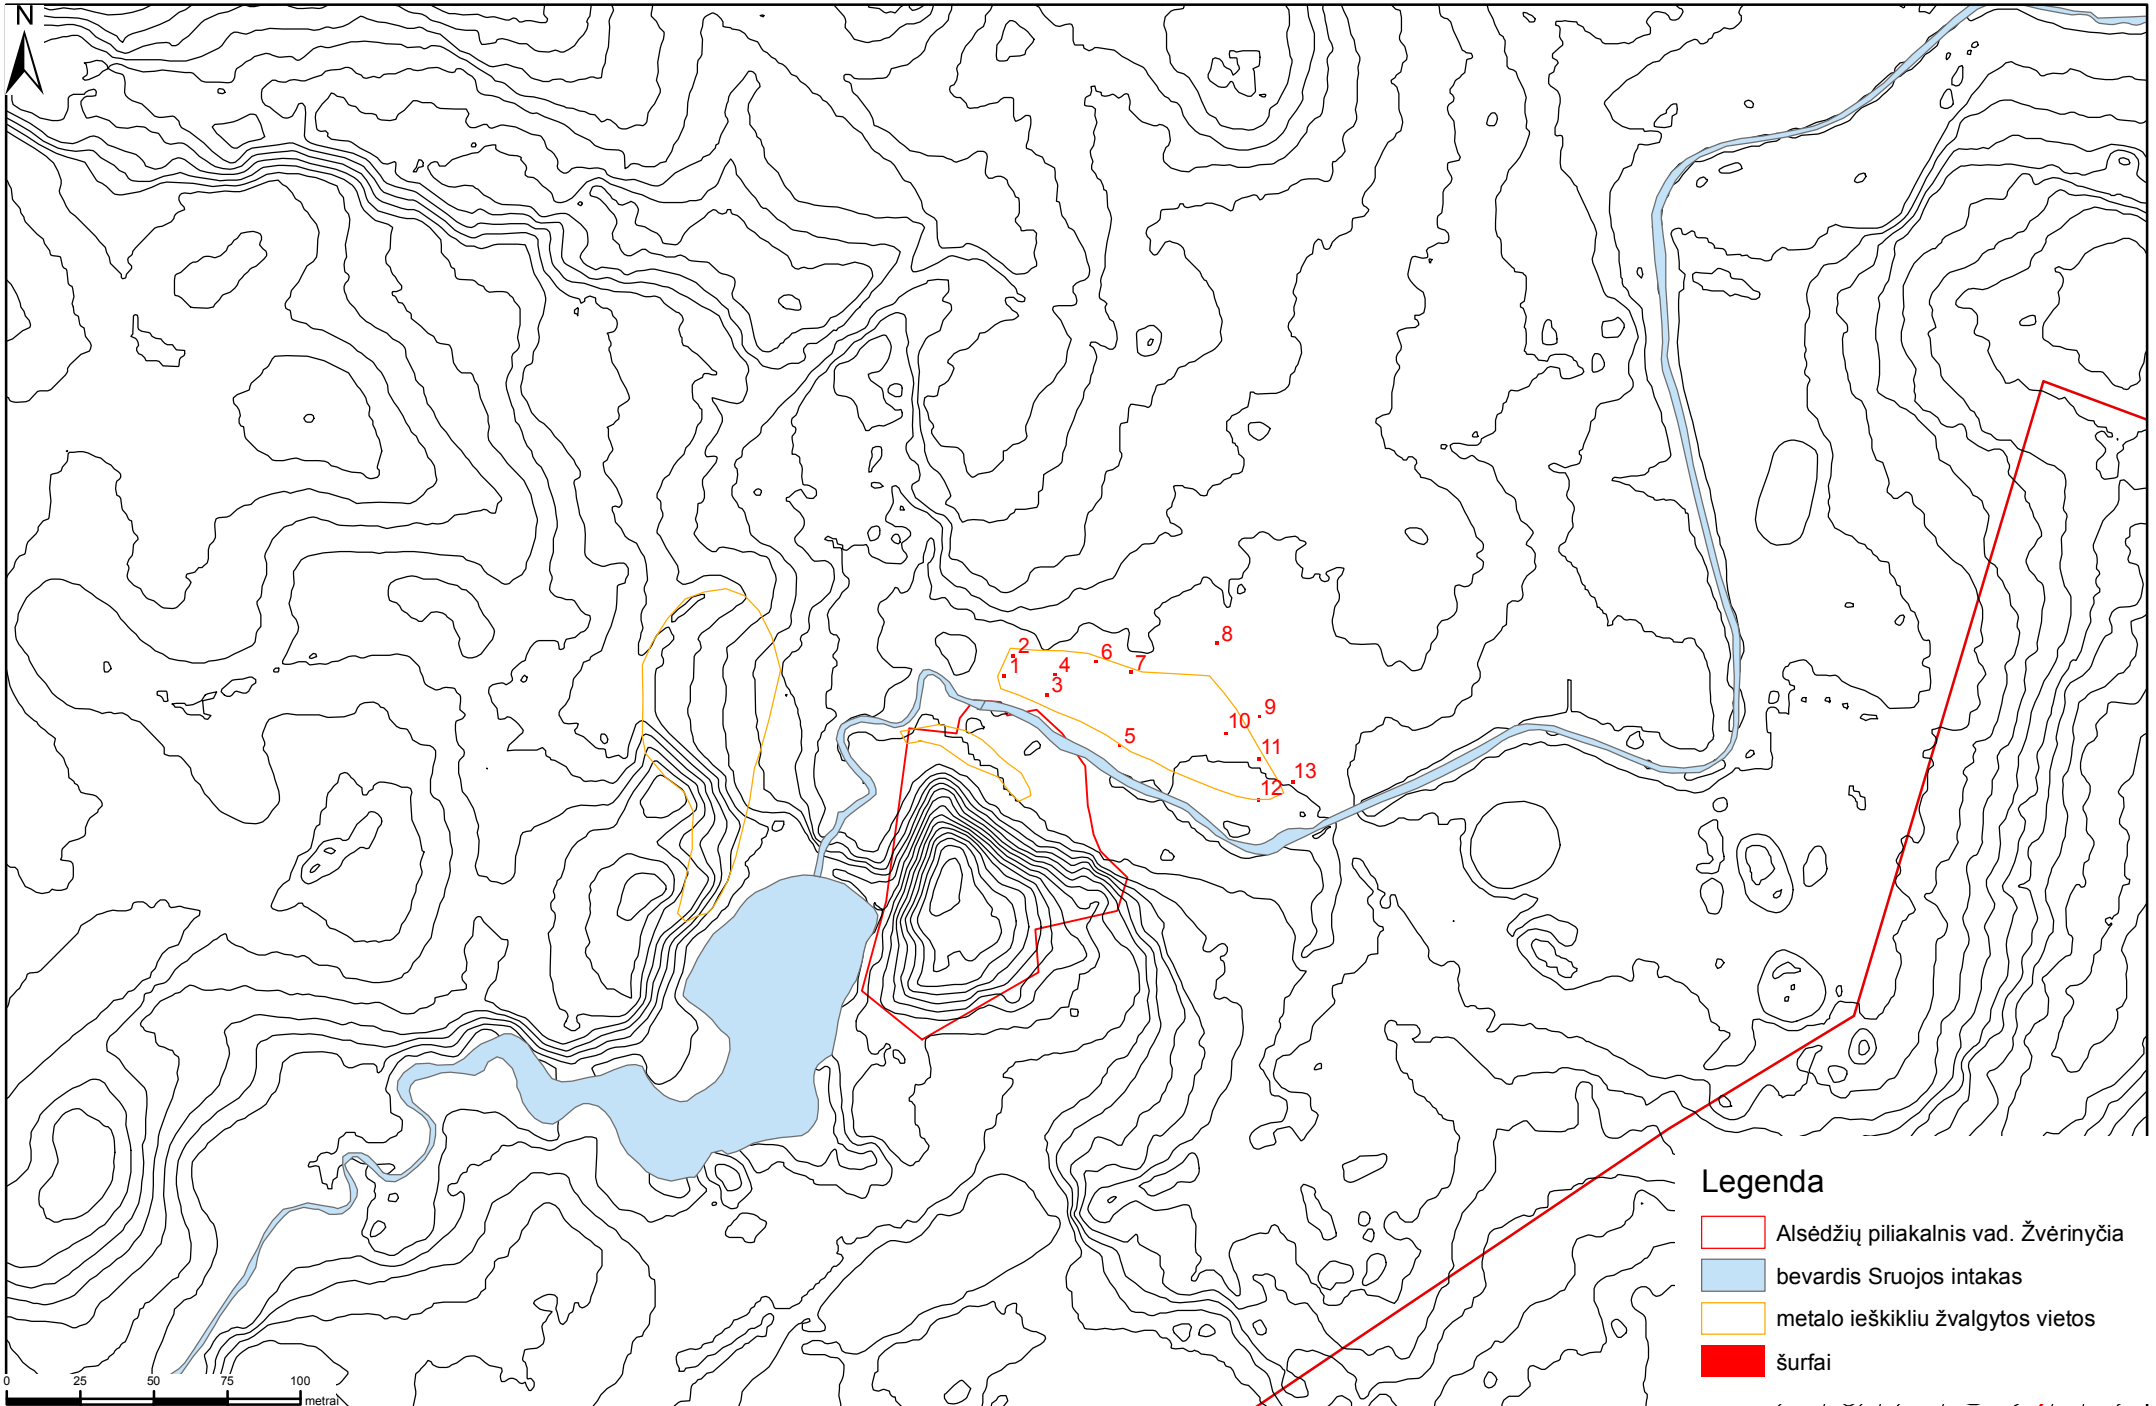 N
2
1
4
3
6
7
8
5
9
10
11
12
13
Legenda
Alsėdžių piliakalnis vad. Žvėrinyčia
bevardis Sruojos intakas
metalo ieškikliu žvalgytos vietos
šurfai
0 25 50 75 100
metrai